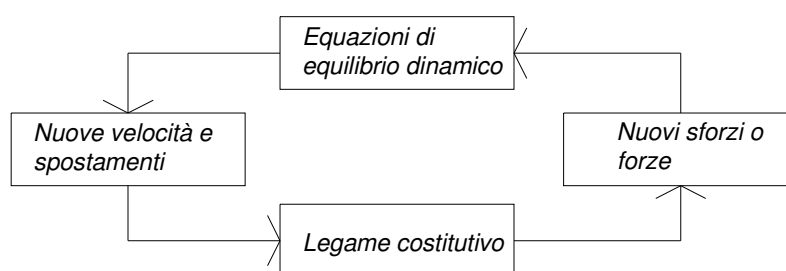 Equazioni di
equilibrio dinamico
Nuove velocità e
spostamenti
Nuovi sforzi o
forze
Legame costitutivo